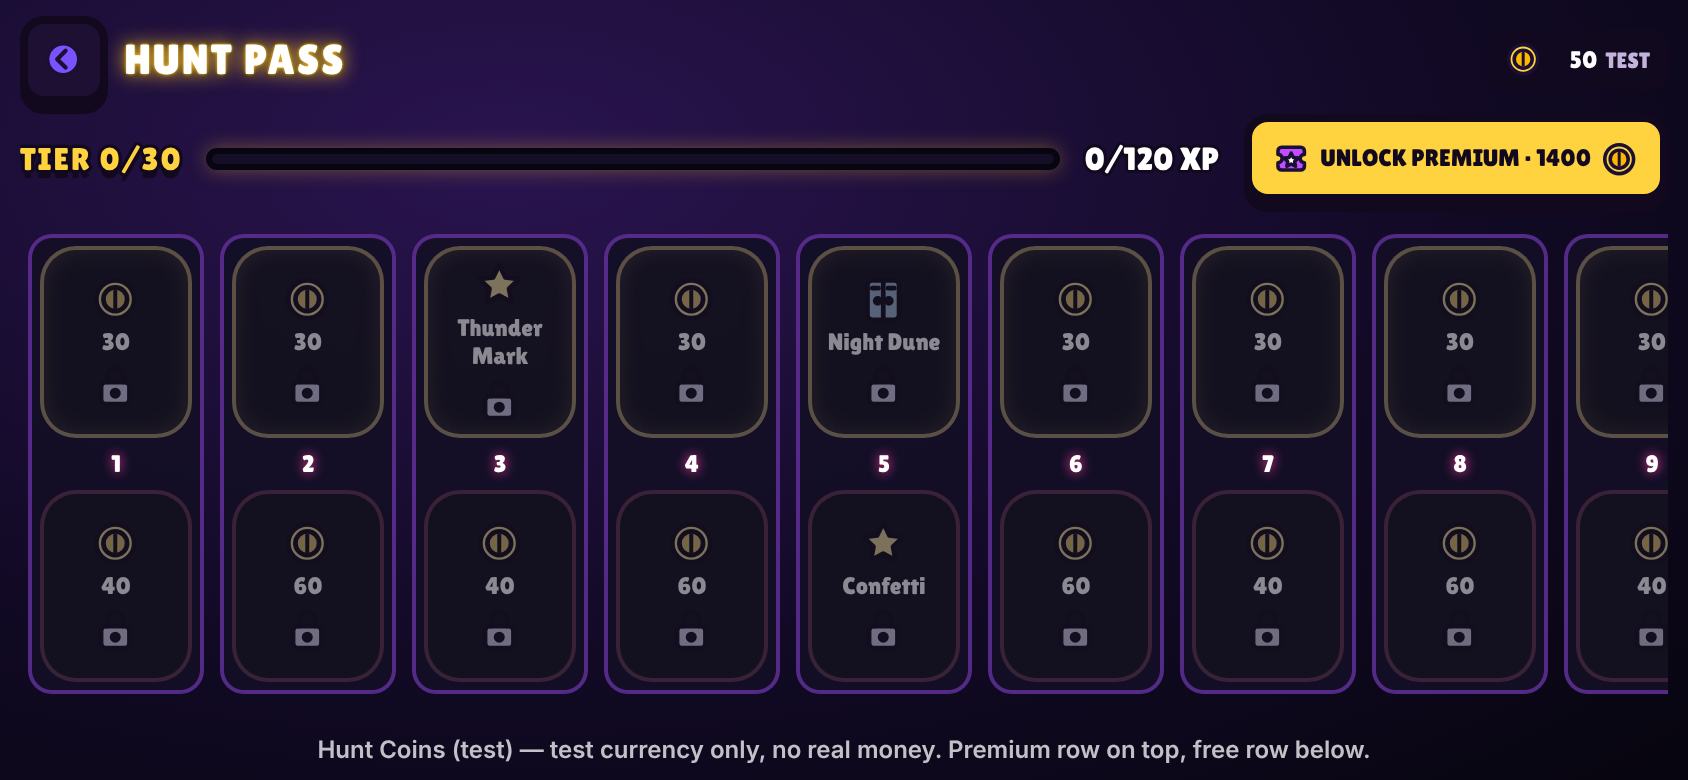 HUNT PASS
50 TEST
TIER 0/30
0/120 XP
UNLOCK PREMIUM · 1400
30
30
Thunder
Mark
30
Night Dune
30
30
30
30
1
2
3
4
5
6
7
8
9
40
60
40
60
Confetti
60
40
60
40
Hunt Coins (test) — test currency only, no real money. Premium row on top, free row below.